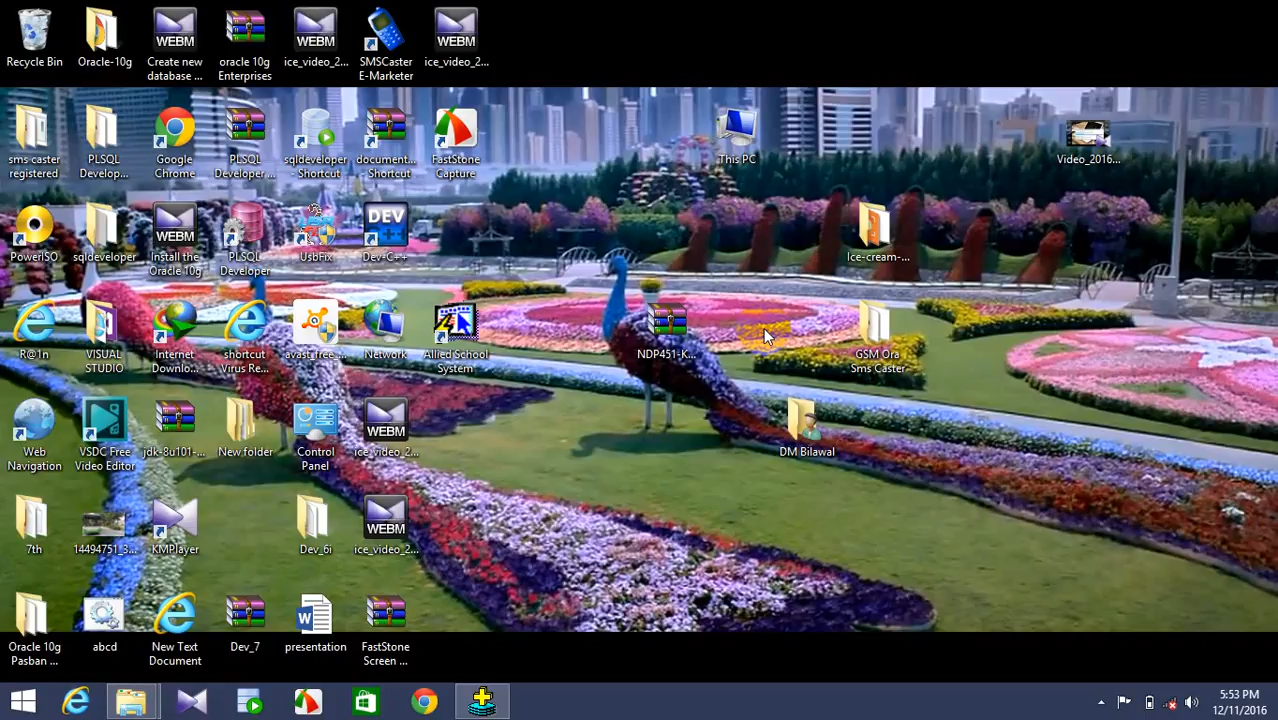 Recycle Bin
Oracle-10g
Create new
database ...
oracle 10g
Enterprises
ice_video_2...
SMSCaster
E-Marketer
ice_video_2...
WEBM
WEBM
WEBM
sms caster
registered
PLSQL
Develop...
Google
Chrome
PLSQL
Developer ...
sqldeveloper
- Shortcut
document...
Shortcut
FastStone
Capture
This PC
Video_2016...
PowerISO
sqldeveloper
WEBM
Install the
Oracle 10g
PLSQL
Developer
UsbFix
DEV
Dev-C++
Ice-cream-...
R@1n
VISUAL
STUDIO
Internet
Downlo...
shortcut
Virus Re...
avast_free_...
Network
Allied School
System
NDP451-K...
GSM Ora
Sms Caster
Web
Navigation
VSDC Free
Video Editor
jdk-8u101-...
New folder
Control
Panel
WEBM
ice_video_2...
DM Bilawal
7th
14494751_3...
KMPlayer
Dev_6i
WEBM
ice_video_2...
Oracle 10g
Pasban ...
abcd
New Text
Document
Dev_7
presentation
FastStone
Screen ...
5:53 PM
12/11/2016